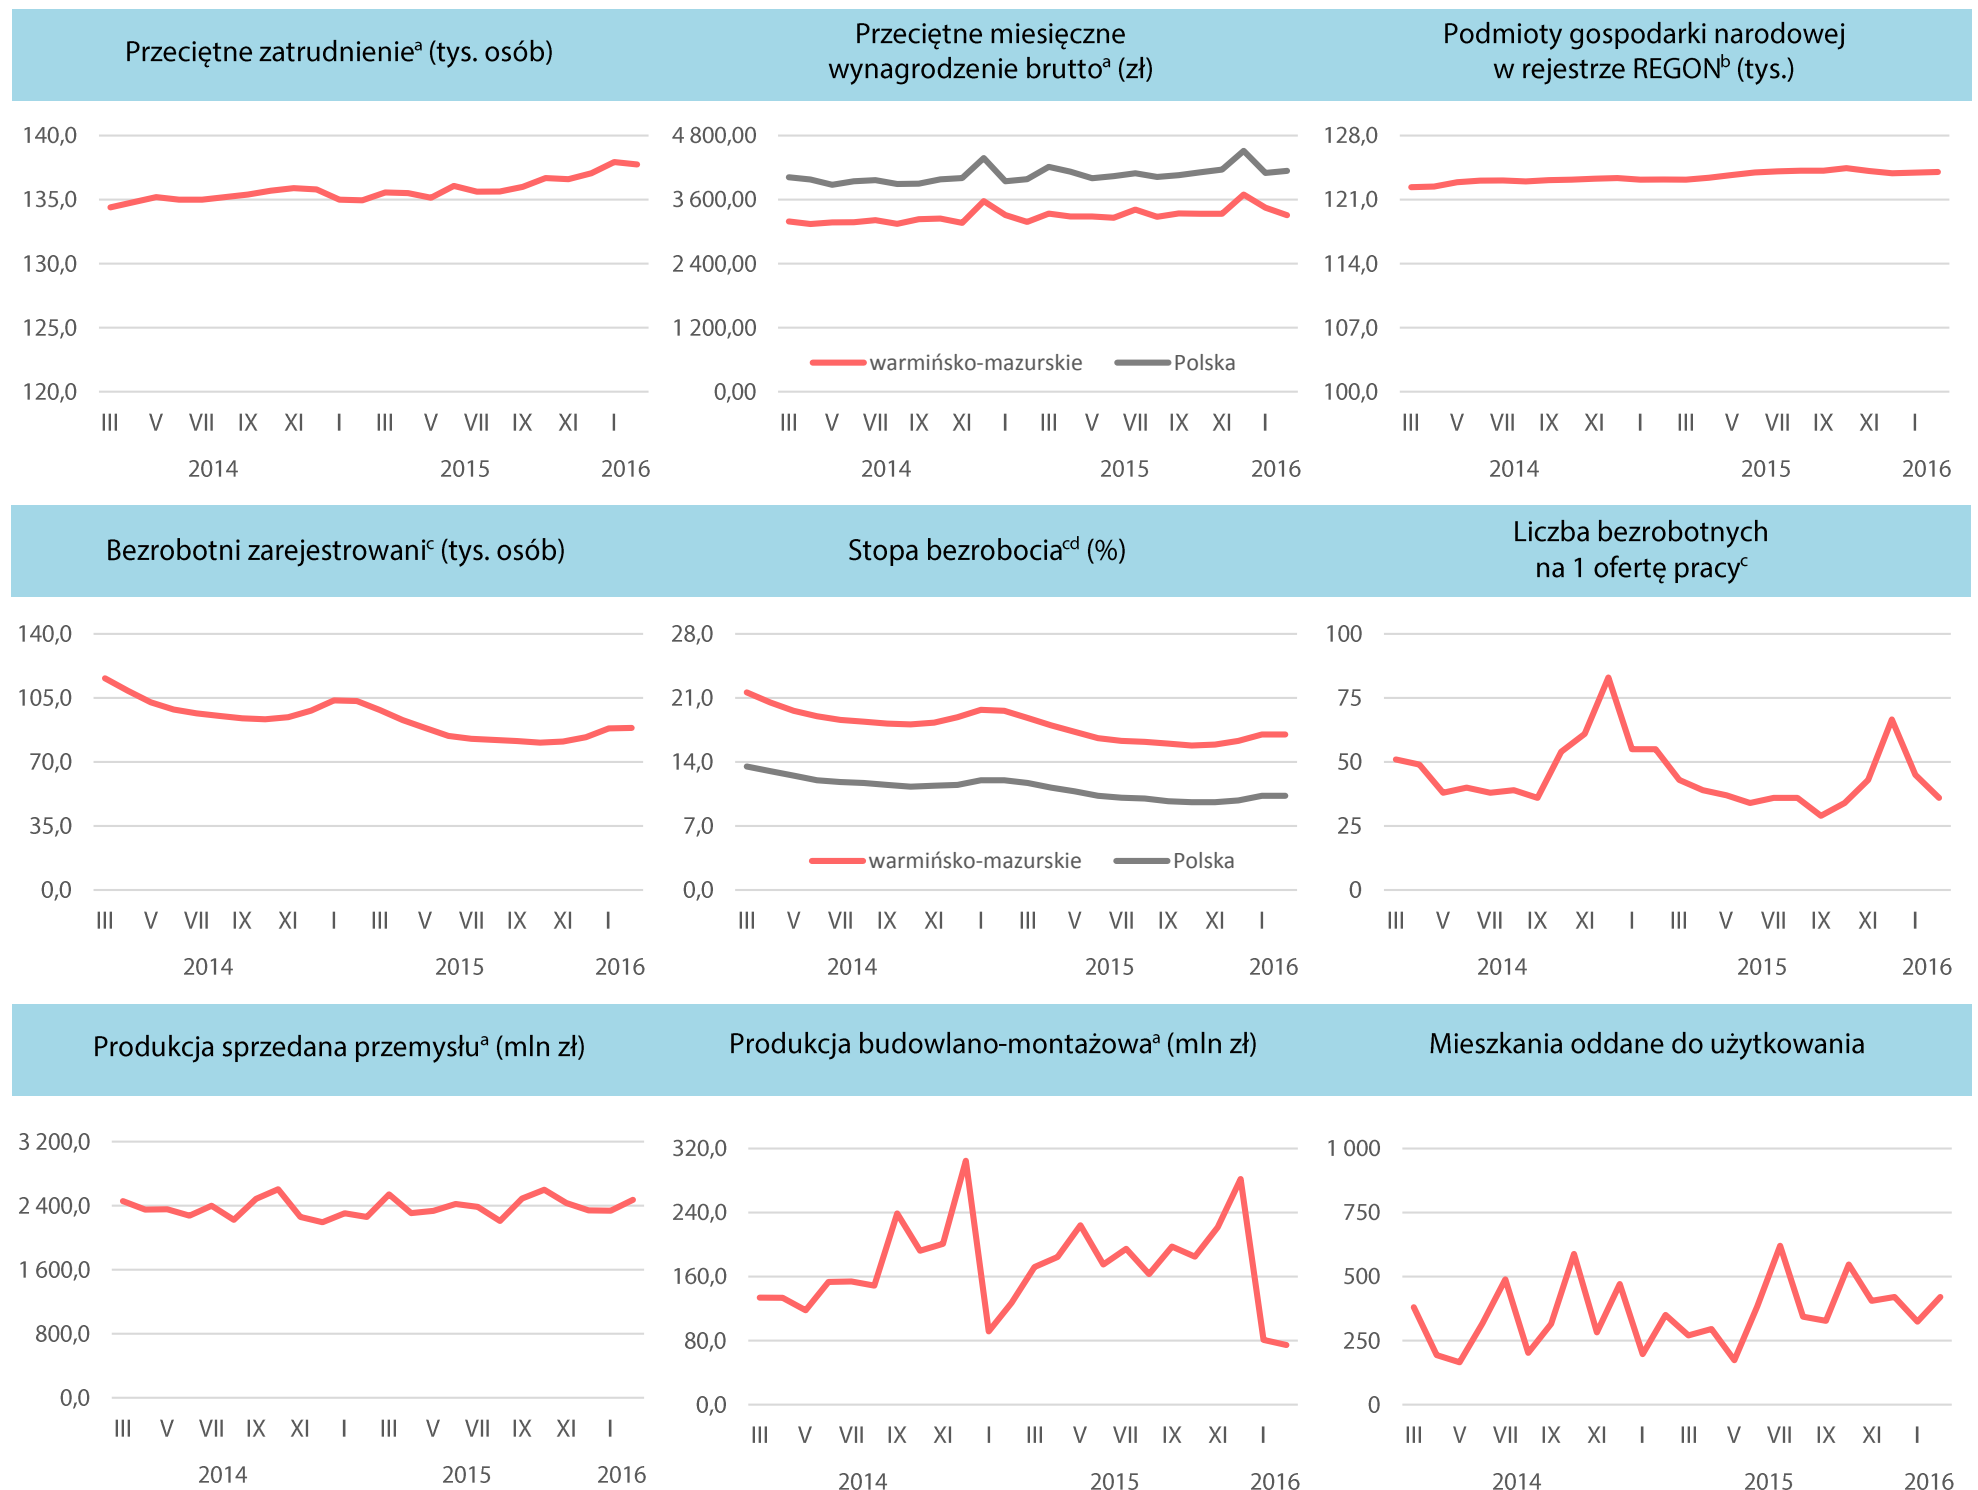 Przeciętne zatrudnienieᵃ (tys. osób)
Przeciętne miesięczne
wynagrodzenie bruttoᵃ (zł)
Podmioty gospodarki narodowej
w rejestrze REGONᵇ (tys.)
140,0
135,0
130,0
125,0
120,0
III V VII IX XI I III V VII IX XI I
2014 2015 2016
4 800,00
3 600,00
2 400,00
1 200,00
0,00
warmińsko-mazurskie Polska
III V VII IX XI I III V VII IX XI I
2014 2015 2016
128,0
121,0
114,0
107,0
100,0
III V VII IX XI I III V VII IX XI I
2014 2015 2016
Bezrobotni zarejestrowaniᶜ (tys. osób)
Stopa bezrobociaᶜᵈ (%)
Liczba bezrobotnych
na 1 ofertę pracyᶜ
140,0
105,0
70,0
35,0
0,0
III V VII IX XI I III V VII IX XI I
2014 2015 2016
28,0
21,0
14,0
7,0
0,0
warmińsko-mazurskie Polska
III V VII IX XI I III V VII IX XI I
2014 2015 2016
100
75
50
25
0
III V VII IX XI I III V VII IX XI I
2014 2015 2016
Produkcja sprzedana przemysłuᵃ (mln zł)
Produkcja budowlano-montażowaᵃ (mln zł)
Mieszkania oddane do użytkowania
3 200,0
2 400,0
1 600,0
800,0
0,0
III V VII IX XI I III V VII IX XI I
2014 2015 2016
320,0
240,0
160,0
80,0
0,0
III V VII IX XI I III V VII IX XI I
2014 2015 2016
1 000
750
500
250
0
III V VII IX XI I III V VII IX XI I
2014 2015 2016